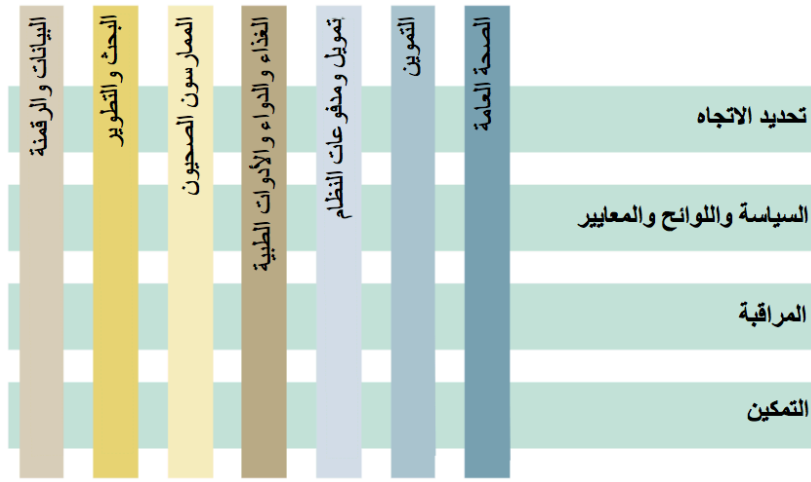 الصحة العامة
التموين
تمويل ومدفوعات النظام
الغذاء والدواء والأدوات الطبية
الممارسون الصحيون
البحث والتطوير
البيانات والرقمنة
تحديد الاتجاه
السياسة واللوائح والمعايير
المراقبة
التمكين